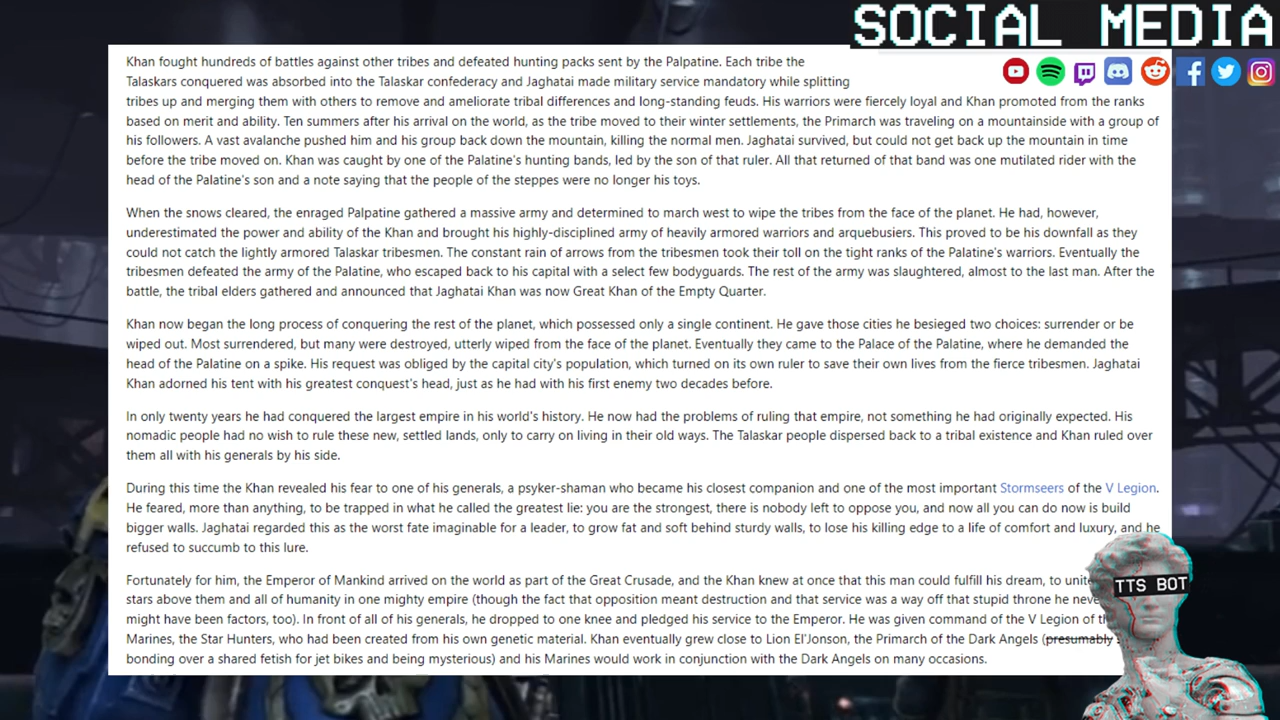 SOCIAL MEDIA
Khan fought hundreds of battles against other tribes and defeated hunting packs sent by the Palpatine. Each tribe the
Talaskars conquered was absorbed into the Talaskar confederacy and Jaghatai made military service mandatory while splitting
tribes up and merging them with others to remove and ameliorate tribal differences and long-standing feuds. His warriors were fiercely loyal and Khan promoted from the ranks
based on merit and ability. Ten summers after his arrival on the world, as the tribe moved to their winter settlements, the Primarch was traveling on a mountainside with a group of
his followers. A vast avalanche pushed him and his group back down the mountain, killing the normal men. Jaghatai survived, but could not get back up the mountain in time
before the tribe moved on. Khan was caught by one of the Palatine's hunting bands, led by the son of that ruler. All that returned of that band was one mutilated rider with the
head of the Palatine's son and a note saying that the people of the steppes were no longer his toys.
When the snows cleared, the enraged Palpatine gathered a massive army and determined to march west to wipe the tribes from the face of the planet. He had, however,
underestimated the power and ability of the Khan and brought his highly-disciplined army of heavily armored warriors and arquebusiers. This proved to be his downfall as they
could not catch the lightly armored Talaskar tribesmen. The constant rain of arrows from the tribesmen took their toll on the tight ranks of the Palatine's warriors. Eventually the
tribesmen defeated the army of the Palatine, who escaped back to his capital with a select few bodyguards. The rest of the army was slaughtered, almost to the last man. After the
battle, the tribal elders gathered and announced that Jaghatai Khan was now Great Khan of the Empty Quarter.
Khan now began the long process of conquering the rest of the planet, which possessed only a single continent. He gave those cities he besieged two choices: surrender or be
wiped out. Most surrendered, but many were destroyed, utterly wiped from the face of the planet. Eventually they came to the Palace of the Palatine, where he demanded the
head of the Palatine on a spike. His request was obliged by the capital city's population, which turned on its own ruler to save their own lives from the fierce tribesmen. Jaghatai
Khan adorned his tent with his greatest conquest's head, just as he had with his first enemy two decades before.
In only twenty years he had conquered the largest empire in his world's history. He now had the problems of ruling that empire, not something he had originally expected. His
nomadic people had no wish to rule these new, settled lands, only to carry on living in their old ways. The Talaskar people dispersed back to a tribal existence and Khan ruled over
them all with his generals by his side.
During this time the Khan revealed his fear to one of his generals, a psyker-shaman who became his closest companion and one of the most important Stormseers of the V Legion.
He feared, more than anything, to be trapped in what he called the greatest lie: you are the strongest, there is nobody left to oppose you, and now all you can do now is build
bigger walls. Jaghatai regarded this as the worst fate imaginable for a leader, to grow fat and soft behind sturdy walls, to lose his killing edge to a life of comfort and luxury, and he
refused to succumb to this lure.
Fortunately for him, the Emperor of Mankind arrived on the world as part of the Great Crusade, and the Khan knew at once that this man could fulfill his dream, to unite
stars above them and all of humanity in one mighty empire (though the fact that opposition meant destruction and that service was a way off that stupid throne he
might have been factors, too). In front of all of his generals, he dropped to one knee and pledged his service to the Emperor. He was given command of the V Legion of
Marines, the Star Hunters, who had been created from his own genetic material. Khan eventually grew close to Lion El'Jonson, the Primarch of the Dark Angels (presumably
bonding over a shared fetish for jet bikes and being mysterious) and his Marines would work in conjunction with the Dark Angels on many occasions.
TTS BOT